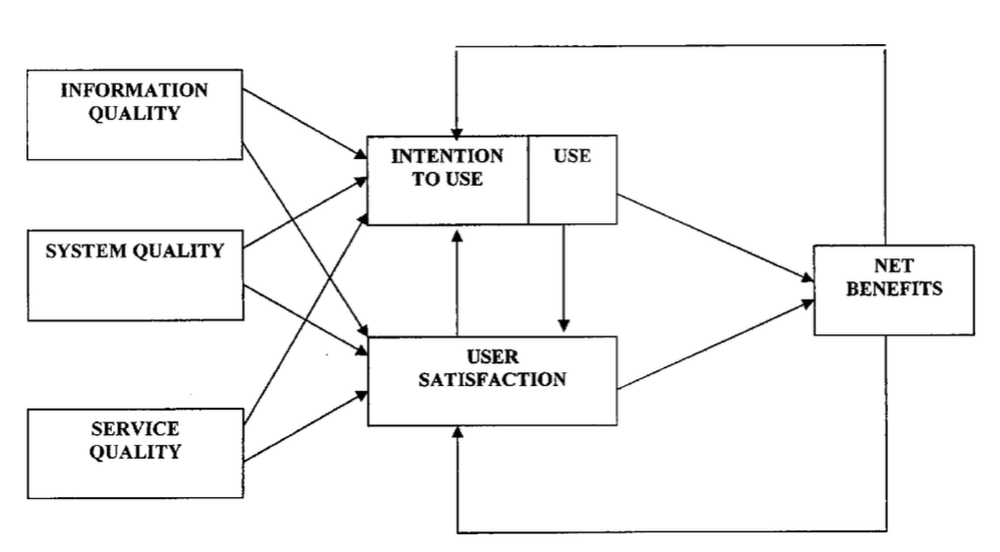 INFORMATION
QUALITY
SYSTEM QUALITY
SERVICE
QUALITY
INTENTION
TO USE
USE
USER
SATISFACTION
NET
BENEFITS